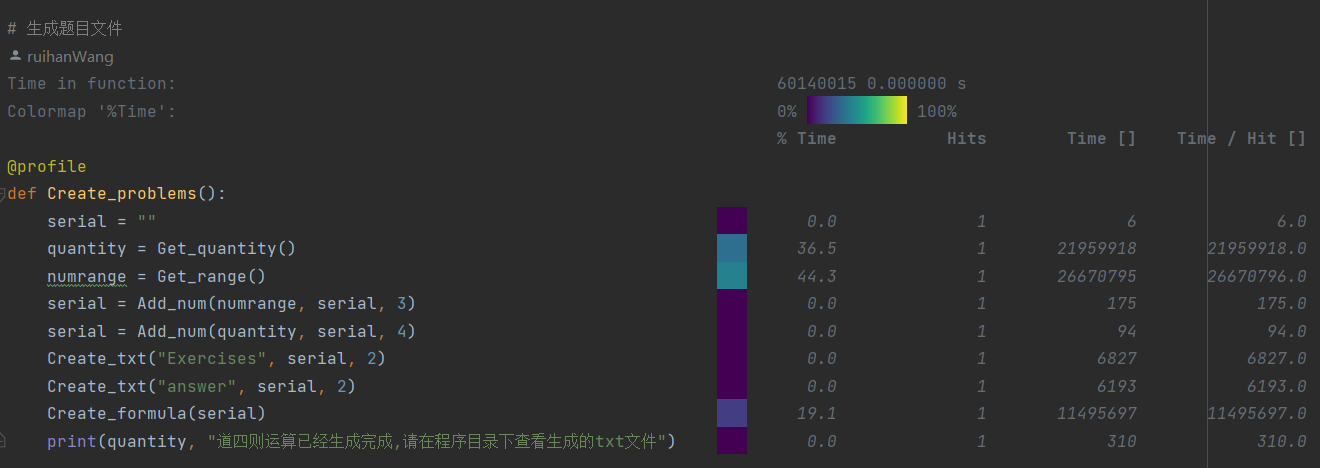 # 生成题目文件
ruihanWang
Time in function: 60140015 0.000000 s
Colormap '%Time': 0% 100%
% Time Hits Time [] Time / Hit []
@profile
def Create_problems():
serial = "" 0.0 1 6 6.0
quantity = Get_quantity() 36.5 1 21959918 21959918.0
numrange = Get_range() 44.3 1 26670795 26670796.0
serial = Add_num(numrange, serial, 3) 0.0 1 175 175.0
serial = Add_num(quantity, serial, 4) 0.0 1 94 94.0
Create_txt("Exercises", serial, 2) 0.0 1 6827 6827.0
Create_txt("answer", serial, 2) 0.0 1 6193 6193.0
Create_formula(serial) 19.1 1 11495697 11495697.0
print(quantity, "道四则运算已经生成完成,请在程序目录下查看生成的txt文件") 0.0 1 310 310.0